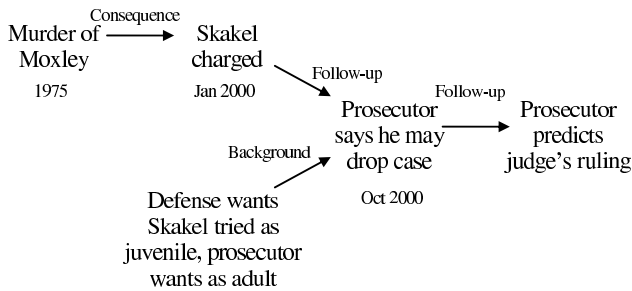 Consequence
Murder of
Moxley
1975
Skakel
charged
Jan 2000
Follow-up
Prosecutor
says he may
drop case
Oct 2000
Follow-up
Prosecutor
predicts
judge's ruling
Background
Defense wants
Skakel tried as
juvenile, prosecutor
wants as adult